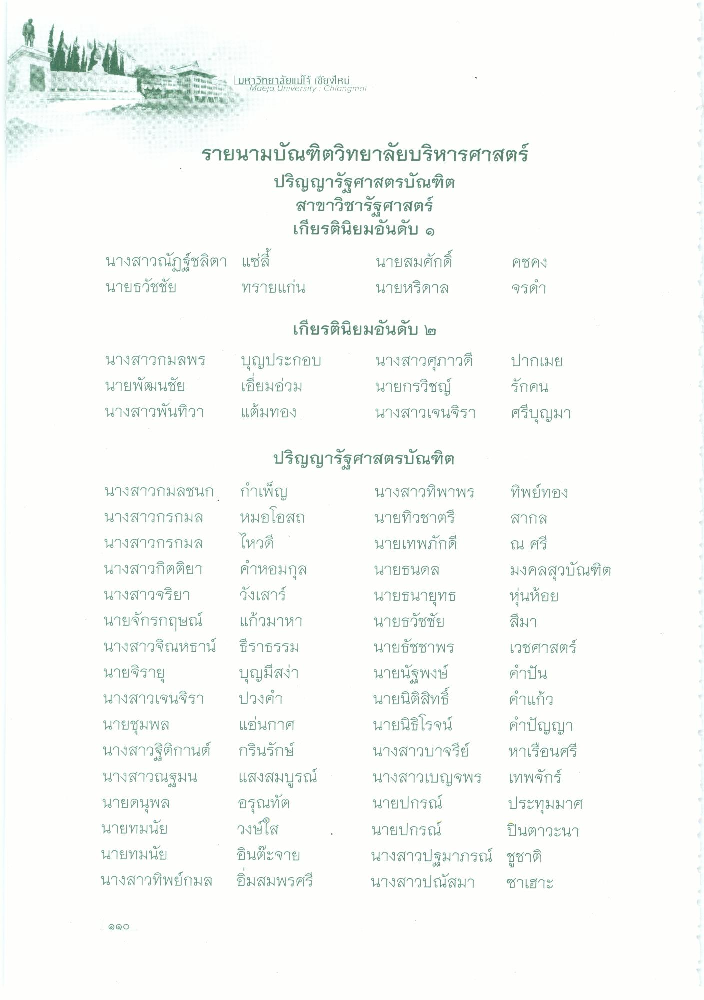 มหาวิทยาลัยแม่โจ้ เชียงใหม่
Maejo University : Chiangmai
รายนามบัณฑิตวิทยาลัยบริหารศาสตร์
ปริญญารัฐศาสตรบัณฑิต
สาขาวิชารัฐศาสตร์
เกียรตินิยมอันดับ ๑
นางสาวณัฏฐ์ชลิตา แซ่ลี้ นายสมศักดิ์ คชคง
นายธวัชชัย ทรายแก่น นายหริดาล จรดำ
เกียรตินิยมอันดับ ๒
นางสาวกมลพร บุญประกอบ นางสาวศุภาวดี ปากเมย
นายพัฒนชัย เอี่ยมอ่วม นายกรวิชญ์ รักคน
นางสาวพันทิวา แต้มทอง นางสาวเจนจิรา ศรีบุญมา
ปริญญารัฐศาสตรบัณฑิต
นางสาวกมลชนก กำเพ็ญ นางสาวทิพาพร ทิพย์ทอง
นางสาวกรกมล หมอโอสถ นายทิวชาตรี สากล
นางสาวกรกมล ไหวดี นายเทพภักดี ณ ศรี
นางสาวกิตติยา คำหอมกุล นายธนดล มงคลสุวบัณฑิต
นางสาวจริยา วังเสาร์ นายธนายุทธ หุ่นห้อย
นายจักรกฤษณ์ แก้วมาหา นายธวัชชัย สีมา
นางสาวจิณหธาน์ ธีราธรรม นายธัชชาพร เวชศาสตร์
นายจิรายุ บุญมีสง่า นายนัฐพงษ์ คำปัน
นางสาวเจนจิรา ปวงคำ นายนิติสิทธิ์ คำแก้ว
นายชุมพล แอ่นกาศ นายนิธิโรจน์ คำปัญญา
นางสาวฐิติกานต์ กรินรักษ์ นางสาวบาจรีย์ หาเรือนศรี
นางสาวณฐมน แสงสมบูรณ์ นางสาวเบญจพร เทพจักร์
นายดนุพล อรุณทัต นายปกรณ์ ประทุมมาศ
นายทมนัย วงษ์ใส นายปกรณ์ ปินตาวะนา
นายทมนัย อินต๊ะจาย นางสาวปฐมาภรณ์ ชูชาติ
นางสาวทิพย์กมล อิ่มสมพรศรี นางสาวปณัสมา ซาเฮาะ
๑๑๐